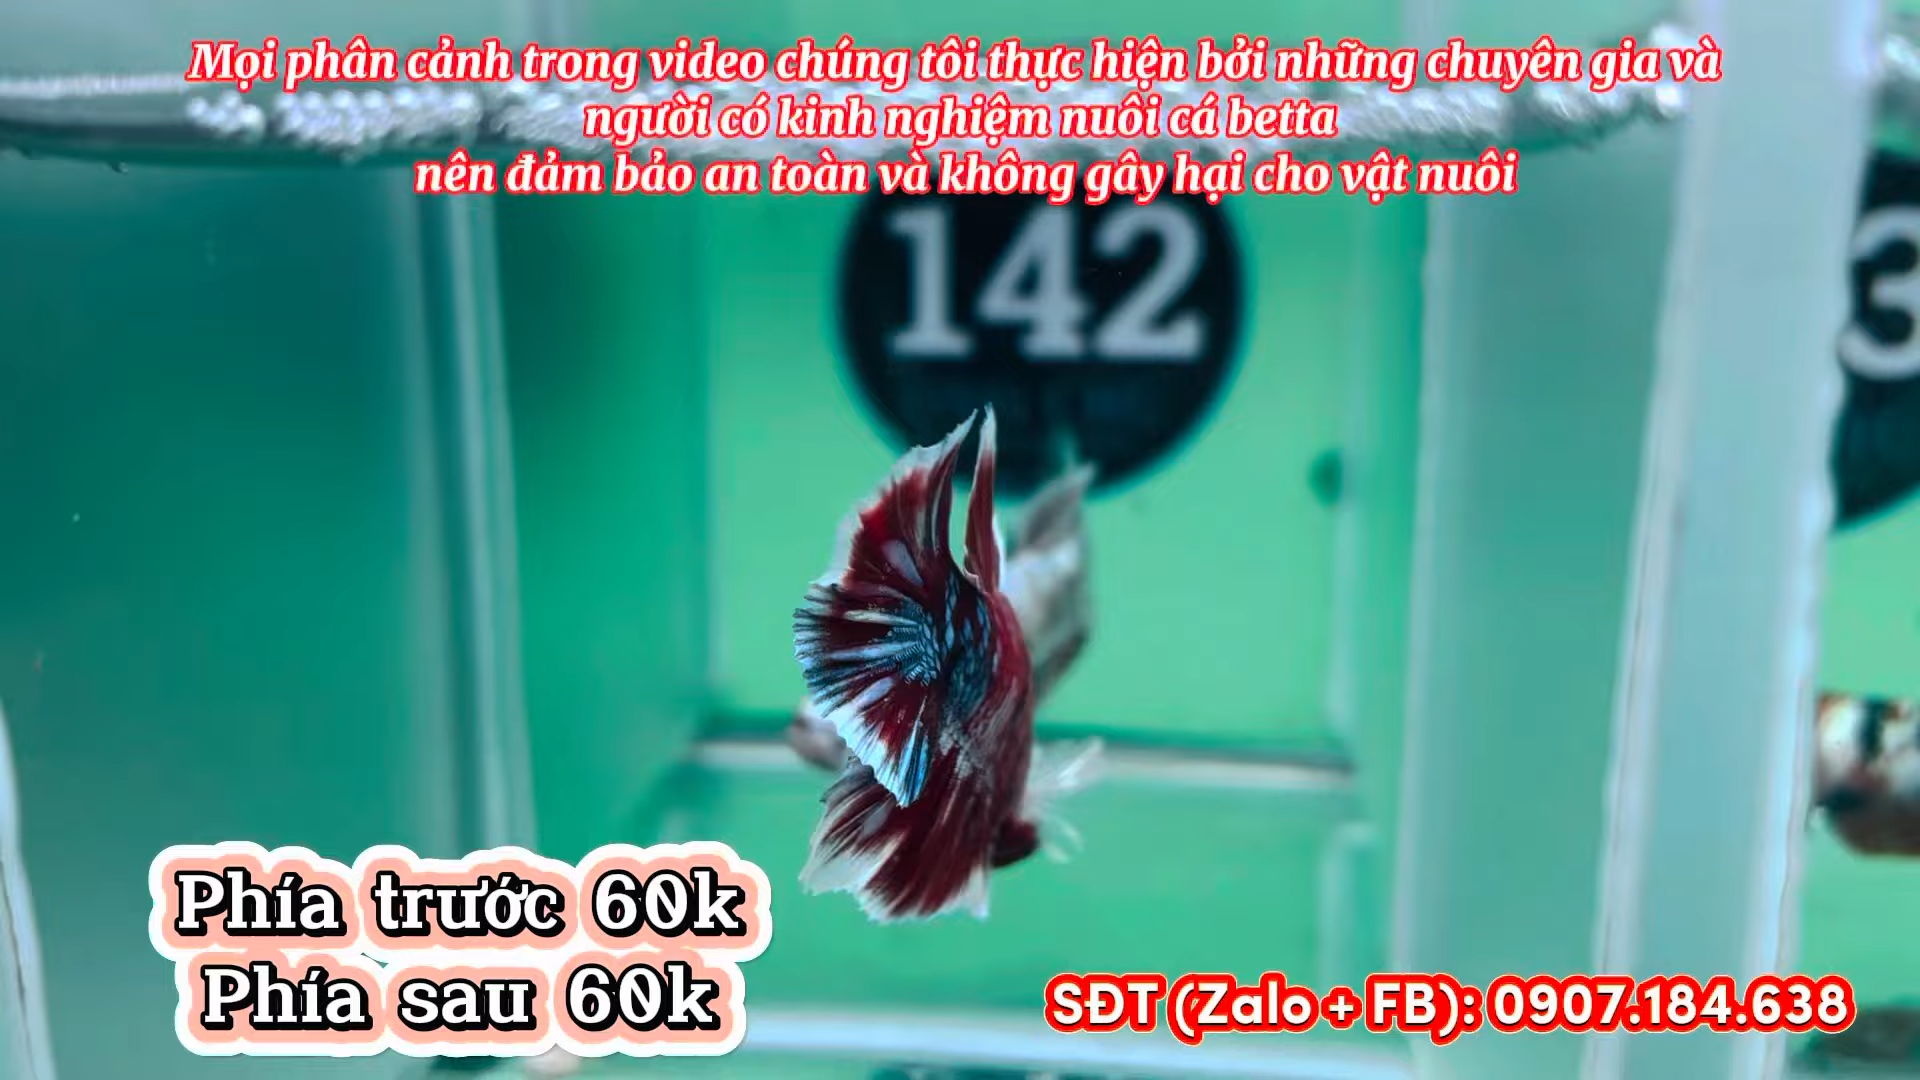 Mọi phân cảnh trong video chúng tôi thực hiện bởi những chuyên gia và
người có kinh nghiệm nuôi cá betta
nên đảm bảo an toàn và không gây hại cho vật nuôi
142
3
Phía trước 60k
Phía sau 60k
SĐT (Zalo + FB): 0907.184.638